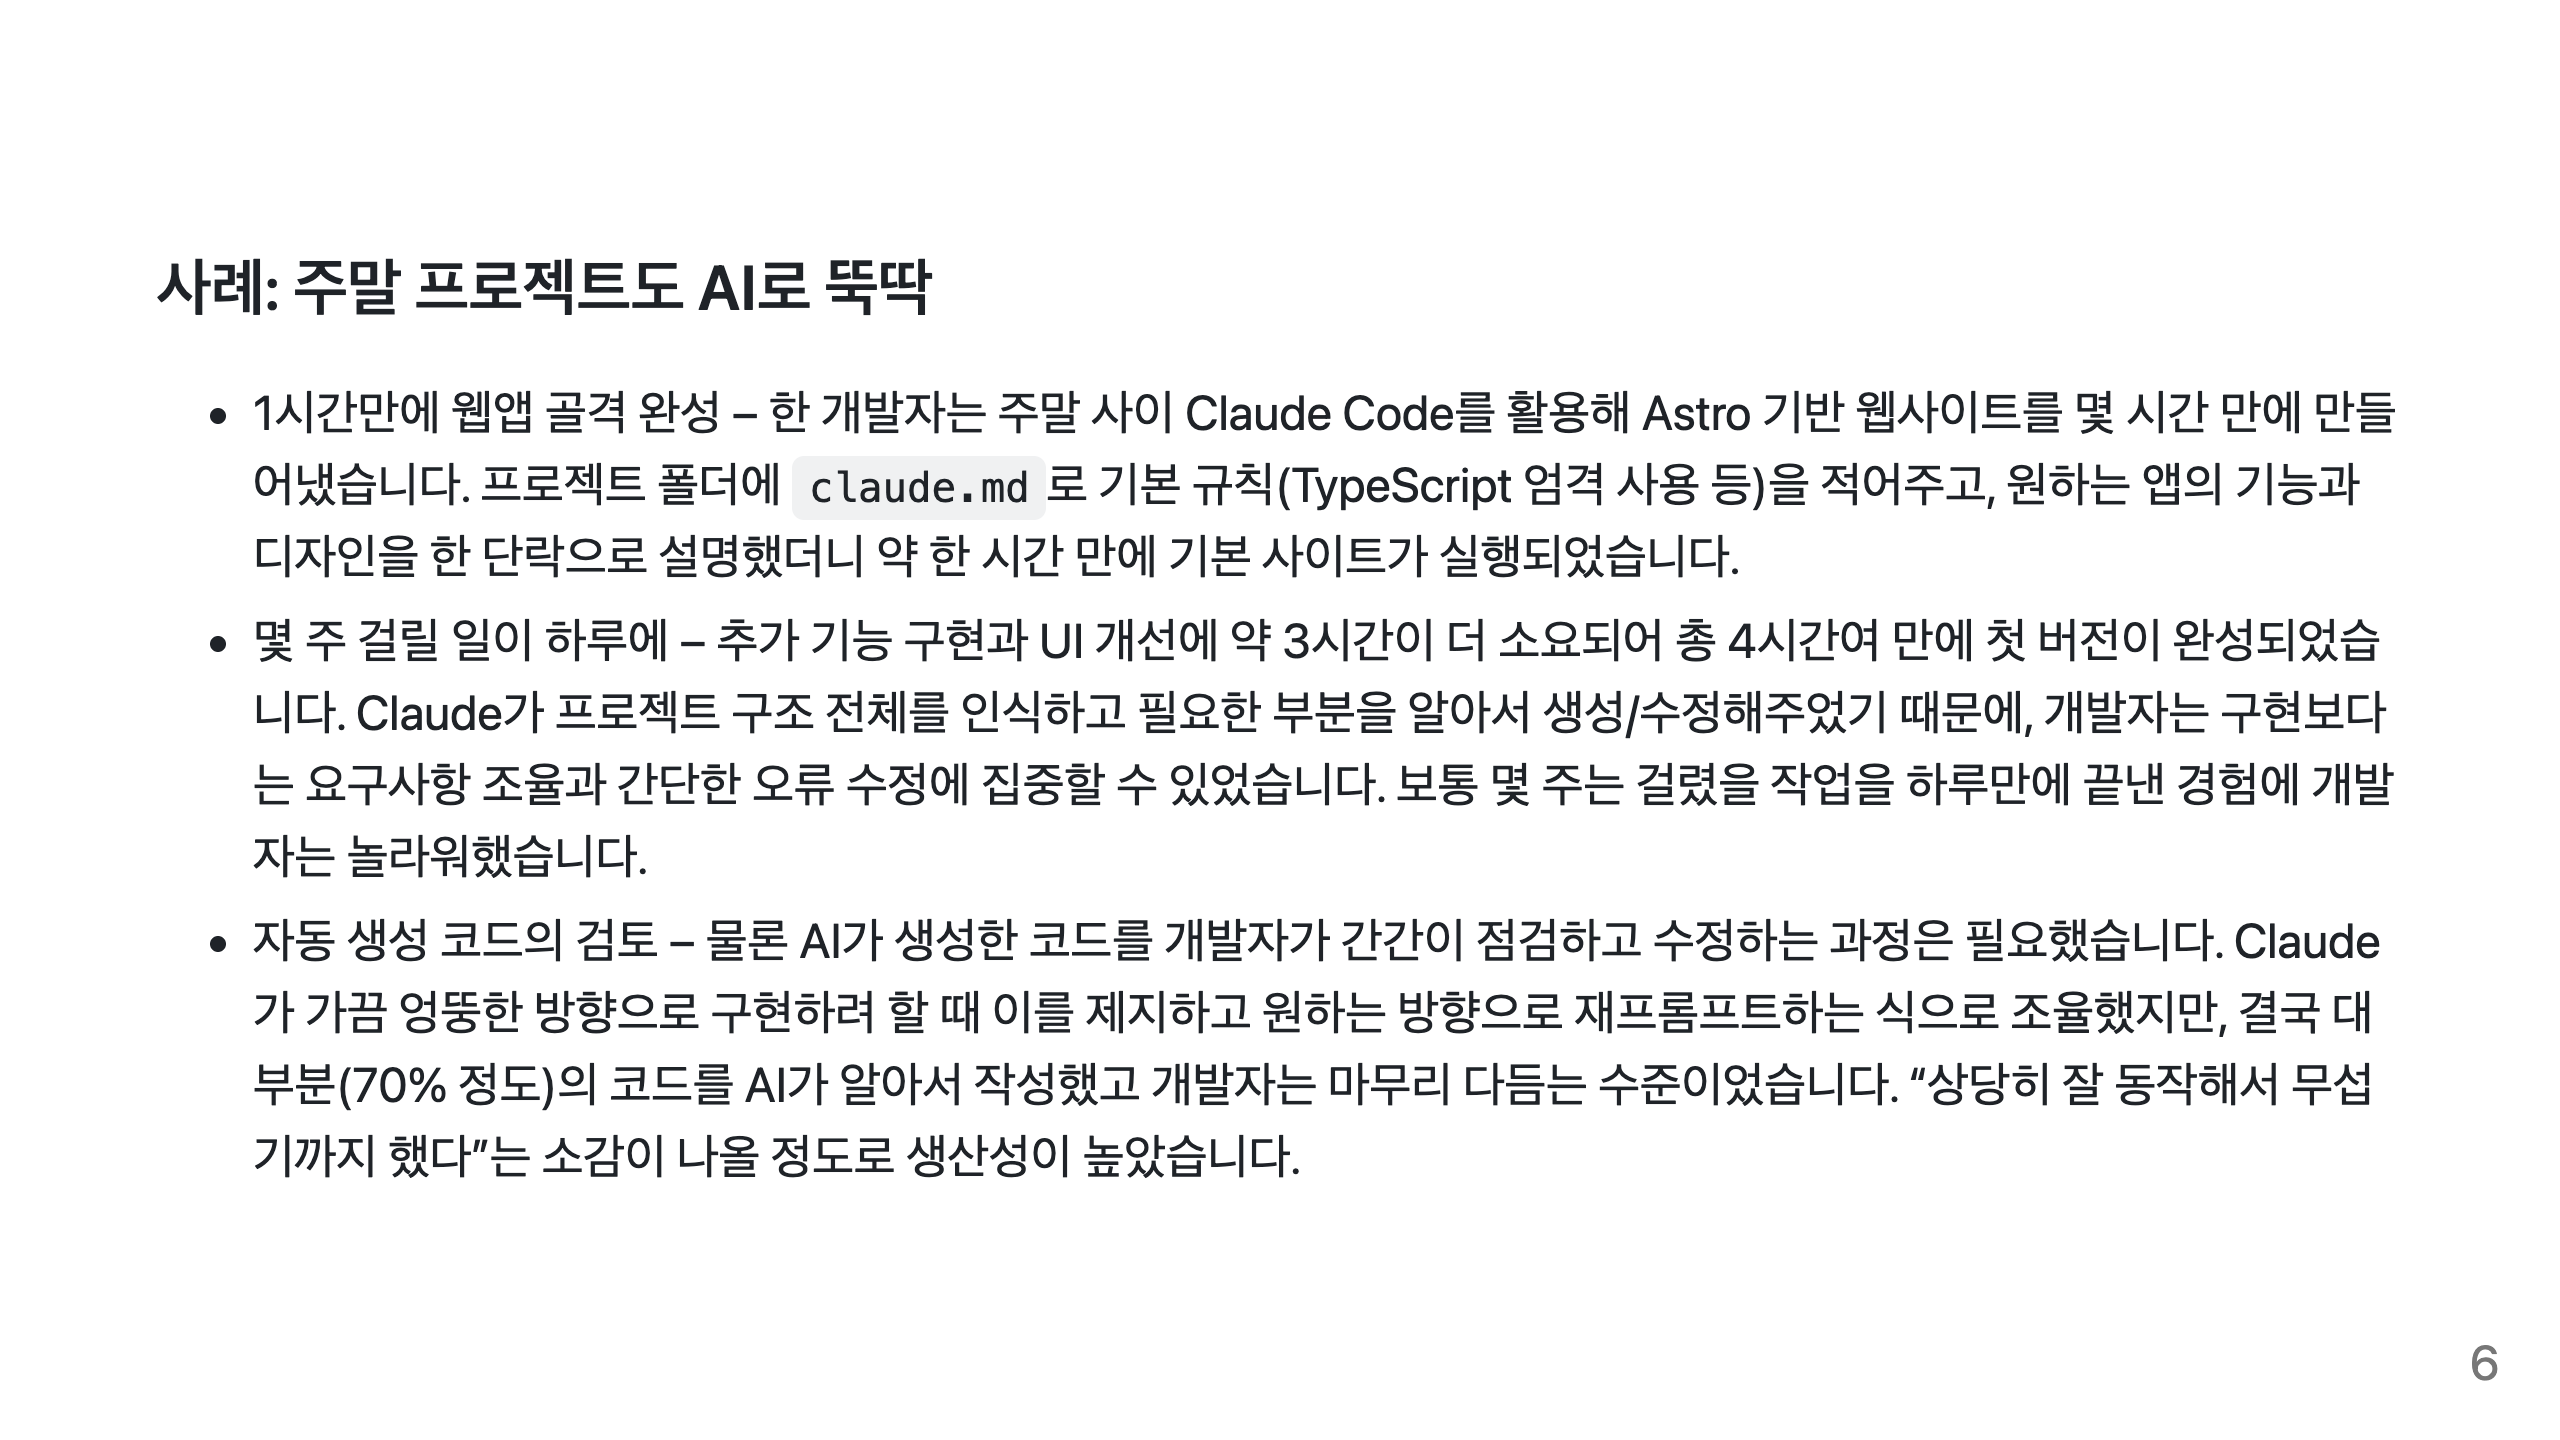 사례: 주말 프로젝트도 AI로 뚝딱
• 1시간만에 웹앱 골격 완성 – 한 개발자는 주말 사이 Claude Code를 활용해 Astro 기반 웹사이트를 몇 시간 만에 만들
어냈습니다. 프로젝트 폴더에 claude.md로 기본 규칙(TypeScript 엄격 사용 등)을 적어주고, 원하는 앱의 기능과
디자인을 한 단락으로 설명했더니 약 한 시간 만에 기본 사이트가 실행되었습니다.
• 몇 주 걸릴 일이 하루에 – 추가 기능 구현과 UI 개선에 약 3시간이 더 소요되어 총 4시간여 만에 첫 버전이 완성되었습
니다. Claude가 프로젝트 구조 전체를 인식하고 필요한 부분을 알아서 생성/수정해주었기 때문에, 개발자는 구현보다
는 요구사항 조율과 간단한 오류 수정에 집중할 수 있었습니다. 보통 몇 주는 걸렸을 작업을 하루만에 끝낸 경험에 개발
자는 놀라워했습니다.
• 자동 생성 코드의 검토 – 물론 AI가 생성한 코드를 개발자가 간간이 점검하고 수정하는 과정은 필요했습니다. Claude
가 가끔 엉뚱한 방향으로 구현하려 할 때 이를 제지하고 원하는 방향으로 재프롬프트하는 식으로 조율했지만, 결국 대
부분(70% 정도)의 코드를 AI가 알아서 작성했고 개발자는 마무리 다듬는 수준이었습니다. “상당히 잘 동작해서 무섭
기까지 했다”는 소감이 나올 정도로 생산성이 높았습니다.
6